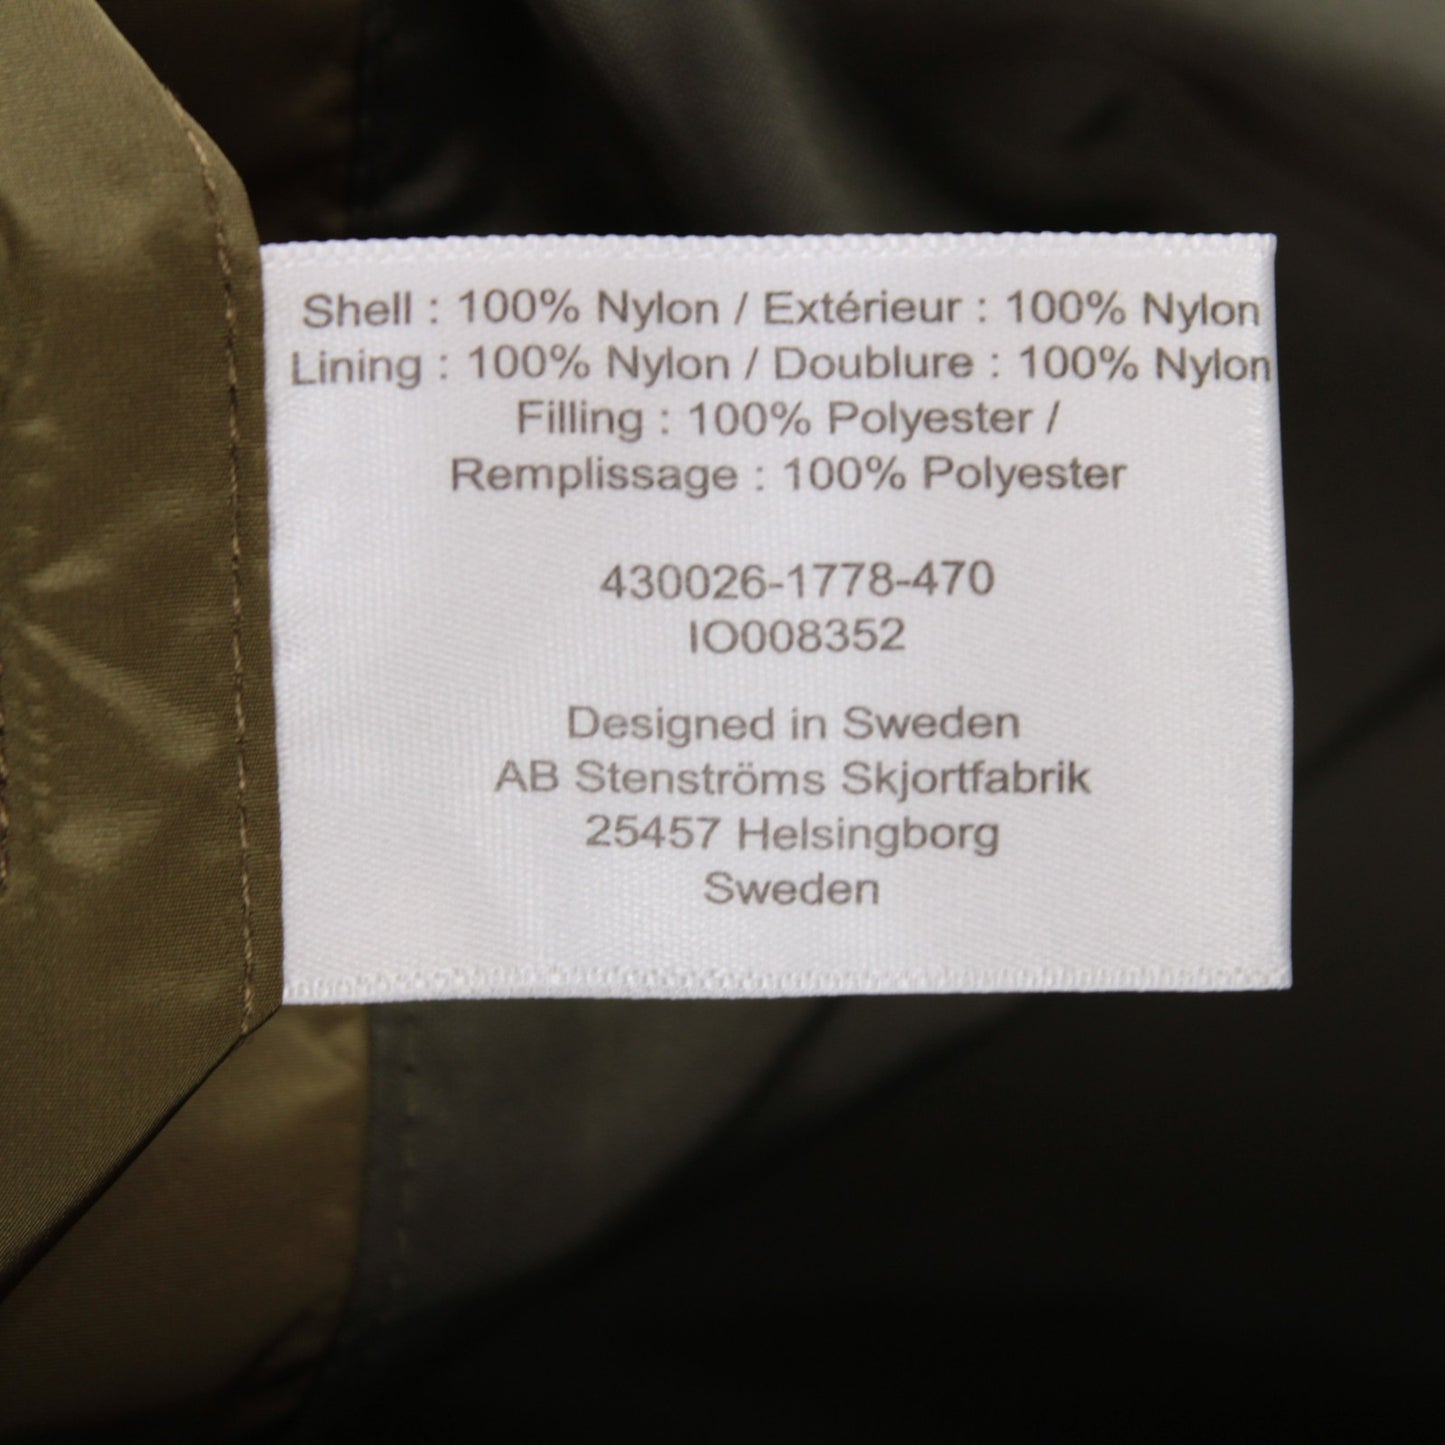 Shell : 100% Nylon / Extérieur : 100% Nylon
Lining : 100% Nylon / Doublure : 100% Nylon
Filling : 100% Polyester /
Remplissage : 100% Polyester
430026-1778-470
IO008352
Designed in Sweden
AB Stenströms Skjortfabrik
25457 Helsingborg
Sweden